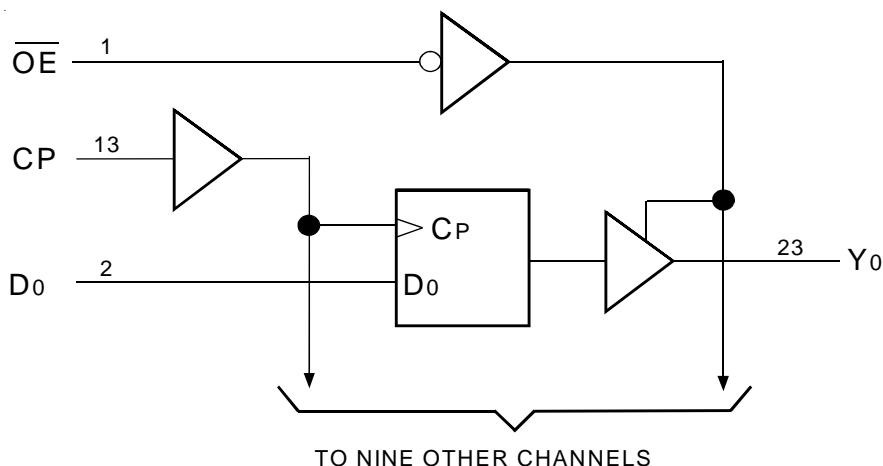 OE 1
CP 13
CP
D0 2
D0
23 Y0
TO NINE OTHER CHANNELS